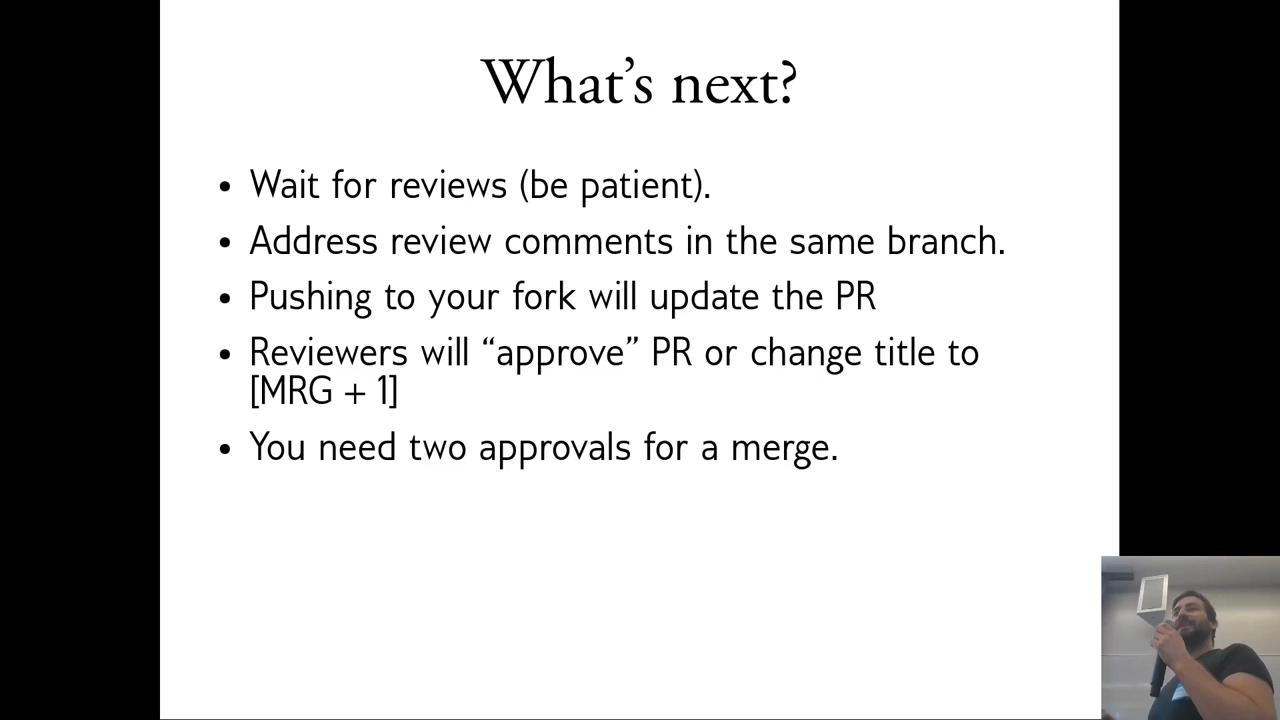 What’s next?
• Wait for reviews (be patient).
• Address review comments in the same branch.
• Pushing to your fork will update the PR
• Reviewers will “approve” PR or change title to
[MRG + 1]
• You need two approvals for a merge.